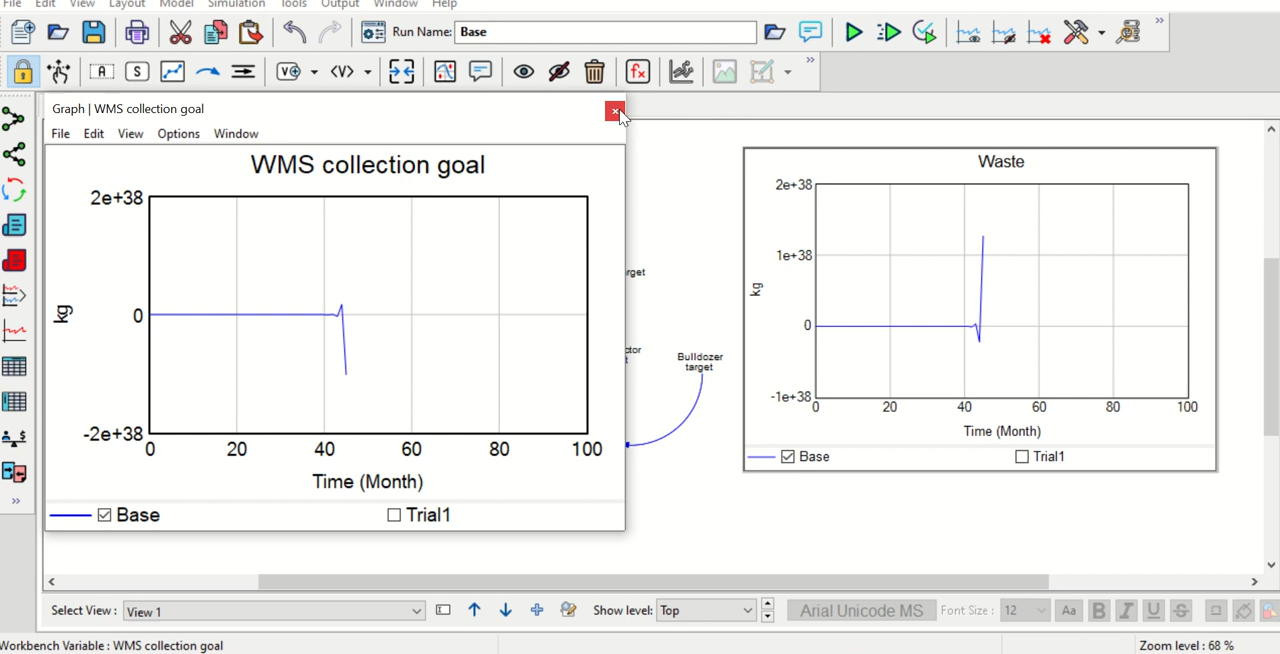 File Edit View Layout Model Simulation Tools Output Window Help
Run Name: Base
A S V <V> fx
Graph | WMS collection goal
File Edit View Options Window
WMS collection goal
2e+38
0
-2e+38
kg
0 20 40 60 80 100
Time (Month)
Base Trial1
rget
ctor
t
Bulldozer
target
Waste
2e+38
1e+38
0
-1e+38
kg
0 20 40 60 80 100
Time (Month)
Base Trial1
Select View : View 1 Show level: Top Arial Unicode MS Font Size : 12 Aa B I U S
Workbench Variable : WMS collection goal Zoom level : 68 %